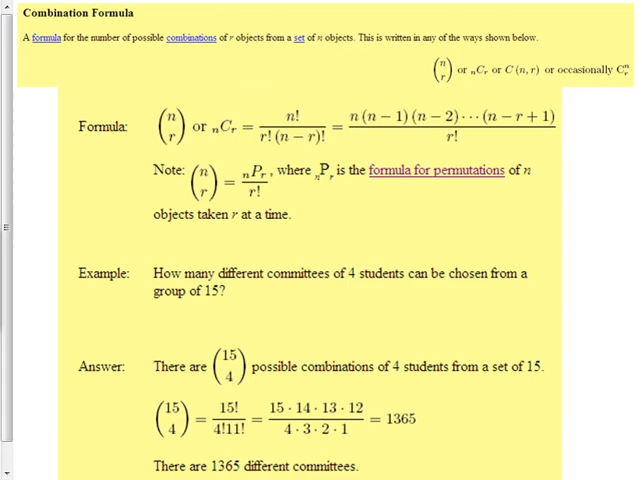 Combination Formula
A formula for the number of possible combinations of r objects from a set of n objects. This is written in any of the ways shown below.
(n r) or nCr or C (n, r) or occasionally C^n_r
Formula: (n r) or nCr = n! / r! (n − r)! = n (n − 1) (n − 2) · · · (n − r + 1) / r!
Note: (n r) = nPr / r!, where nPr is the formula for permutations of n
objects taken r at a time.
Example: How many different committees of 4 students can be chosen from a
group of 15?
Answer: There are (15 4) possible combinations of 4 students from a set of 15.
(15 4) = 15! / 4!11! = 15 · 14 · 13 · 12 / 4 · 3 · 2 · 1 = 1365
There are 1365 different committees.